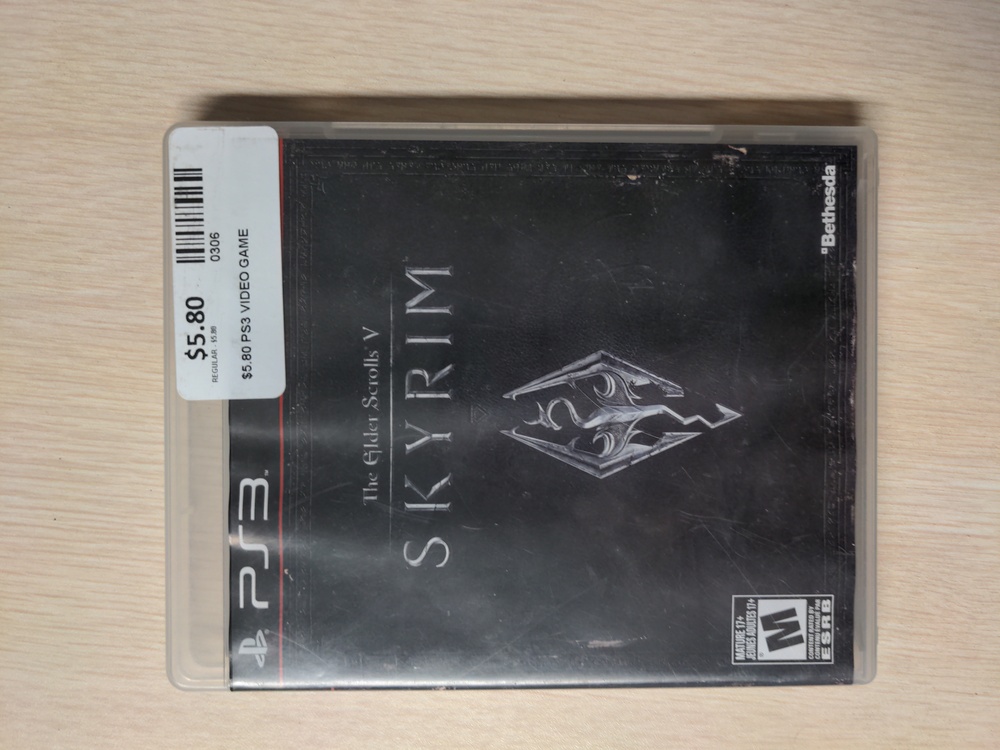 $5.80
REGULAR - $5.80
0306
$5.80 PS3 VIDEO GAME
PS3™
The Elder Scrolls® V
SKYRIM
MATURE 17+
JEUNES ADULTES 17+
M
CONTENT RATED BY
CONTENU ÉVALUÉ PAR
ESRB
Bethesda